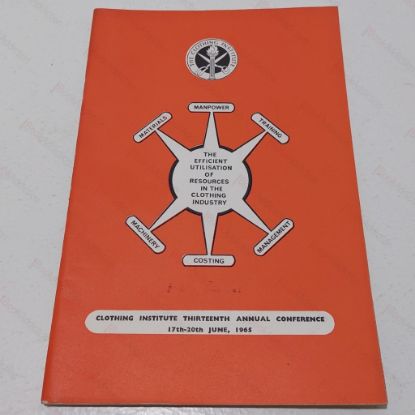 THE CLOTHING INSTITUTE
MANPOWER
MATERIALS
TRAINING
THE
EFFICIENT
UTILISATION
OF
RESOURCES
IN THE
CLOTHING
INDUSTRY
MACHINERY
MANAGEMENT
COSTING
CLOTHING INSTITUTE THIRTEENTH ANNUAL CONFERENCE
17th-20th JUNE, 1965